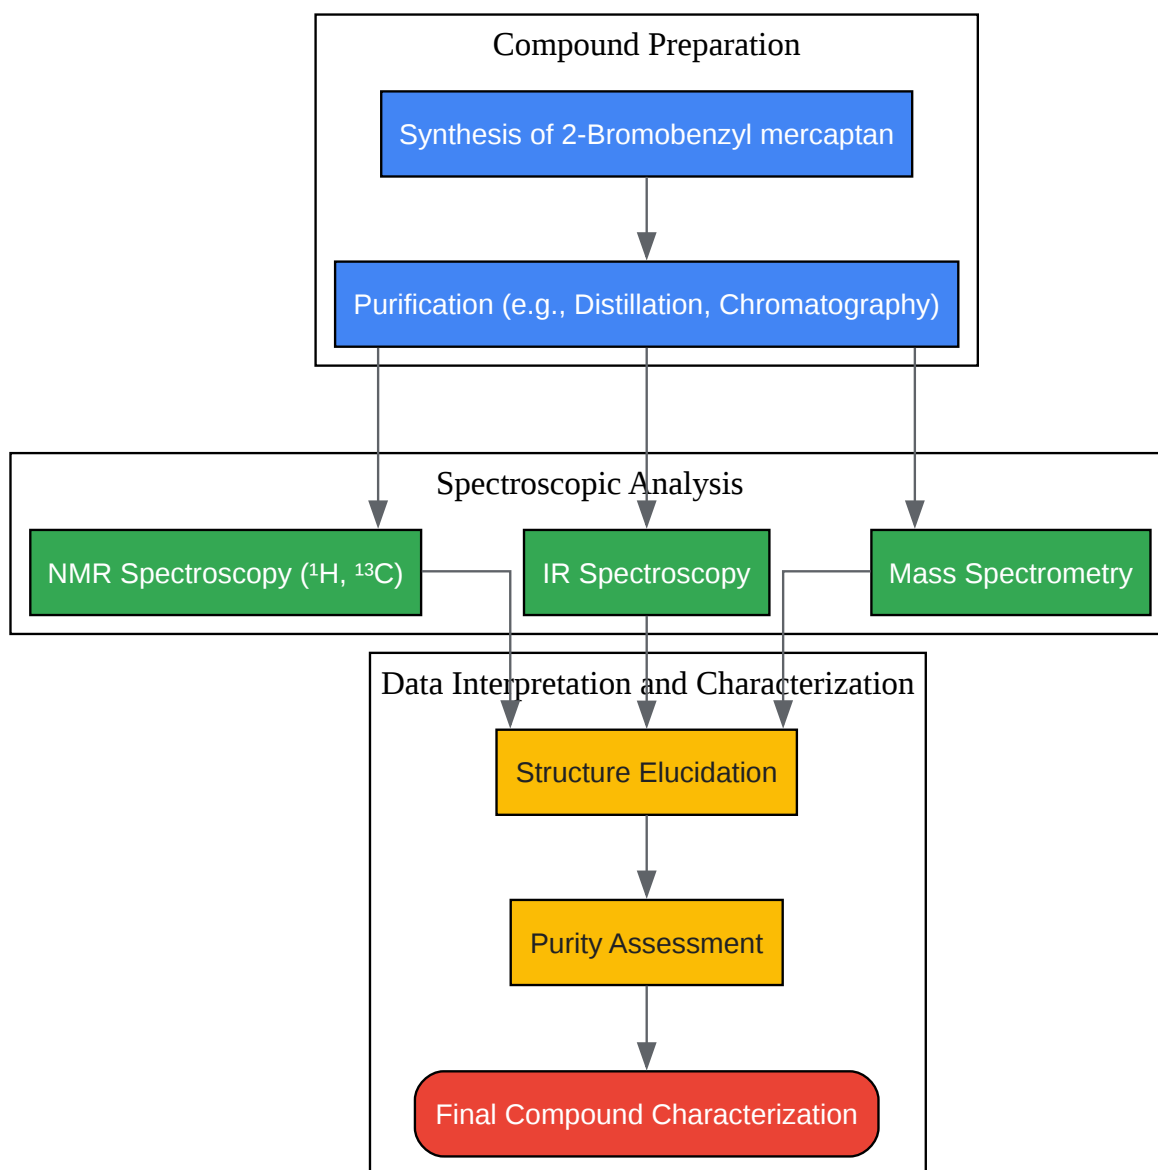 Compound Preparation
Synthesis of 2-Bromobenzyl mercaptan
Purification (e.g., Distillation, Chromatography)
Spectroscopic Analysis
NMR Spectroscopy (¹H, ¹³C)
IR Spectroscopy
Mass Spectrometry
Data Interpretation and Characterization
Structure Elucidation
Purity Assessment
Final Compound Characterization